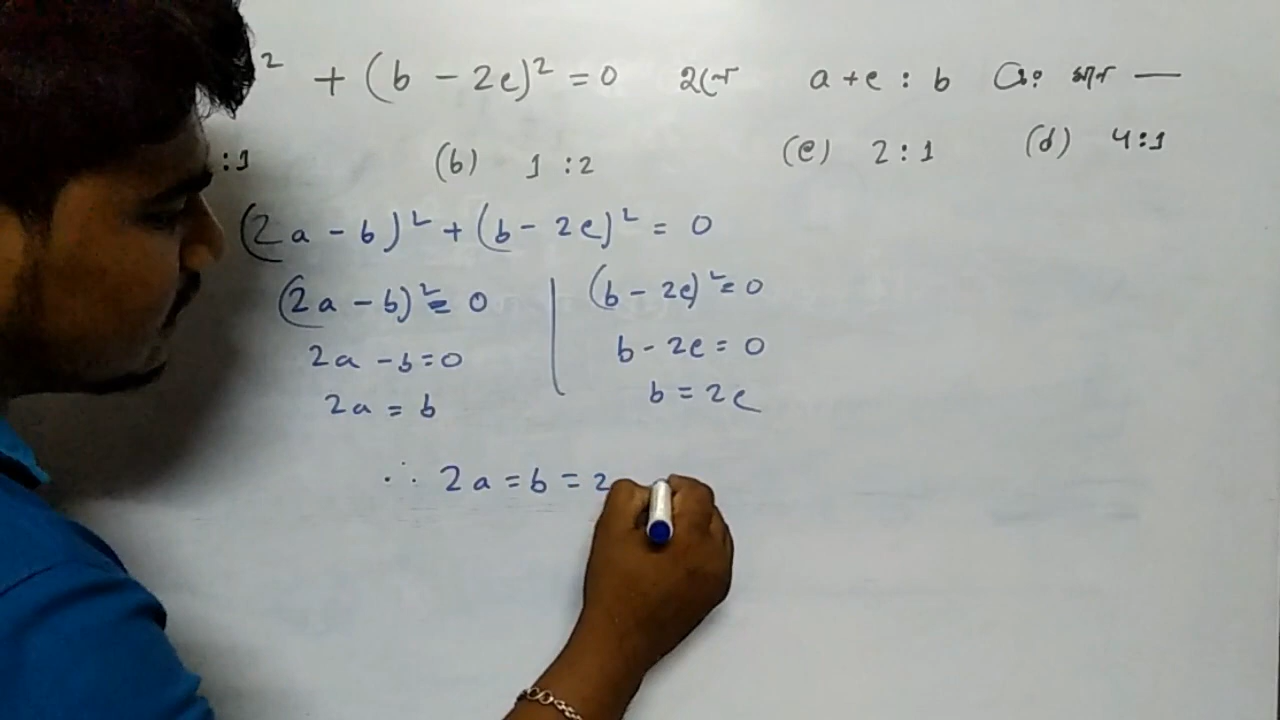 ² + (b - 2c)² = 0 হলে a + c : b এর মান —
:1 (b) 1 : 2 (c) 2 : 1 (d) 4:1
(2a - b)² + (b - 2c)² = 0
(2a - b)² = 0 (b - 2c)² = 0
2a - b = 0 b - 2c = 0
2a = b b = 2c
∴ 2a = b = 2